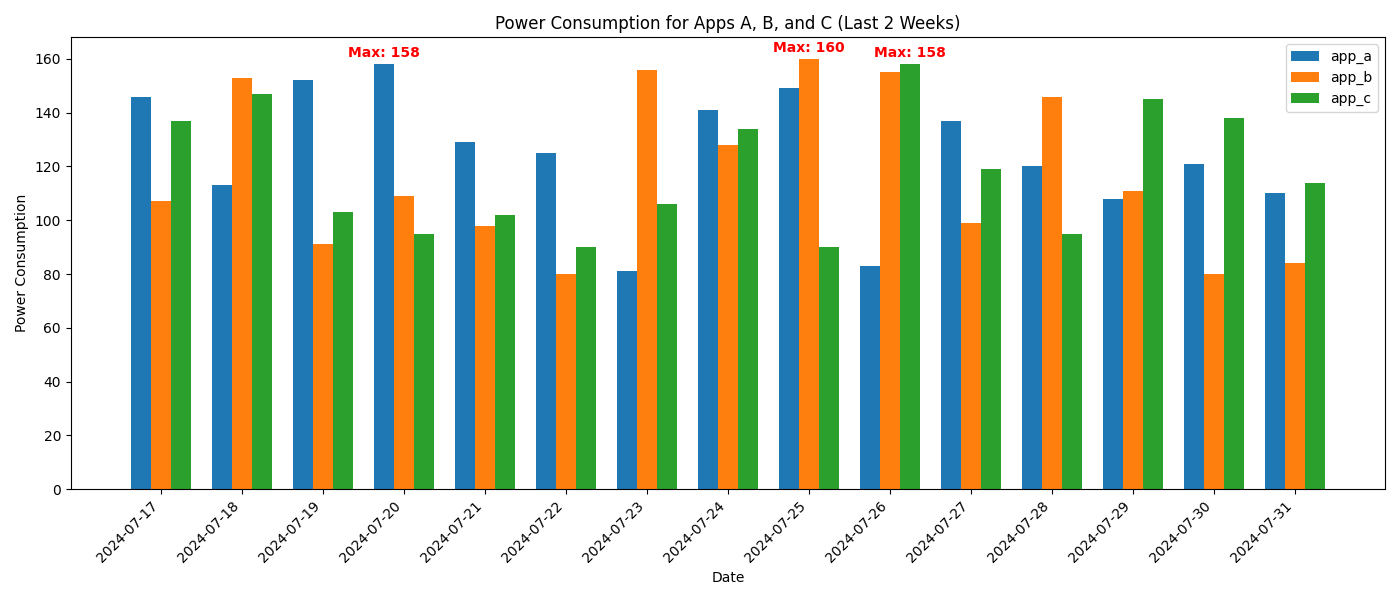 Power Consumption for Apps A, B, and C (Last 2 Weeks)
Max: 158
Max: 160
Max: 158
app_a
app_b
app_c
Power Consumption
160
140
120
100
80
60
40
20
0
2024-07-17
2024-07-18
2024-07-19
2024-07-20
2024-07-21
2024-07-22
2024-07-23
2024-07-24
2024-07-25
2024-07-26
2024-07-27
2024-07-28
2024-07-29
2024-07-30
2024-07-31
Date